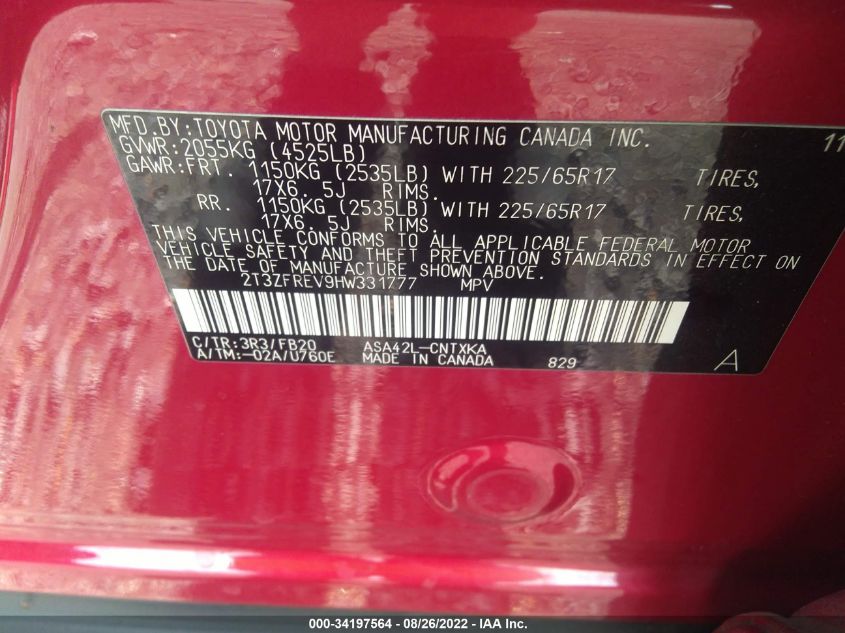 MFD.BY:TOYOTA MOTOR MANUFACTURING CANADA INC. 11
GVWR:2055KG (4525LB)
GAWR:FRT. 1150KG (2535LB) WITH 225/65R17 TIRES,
17X6. 5J RIMS.
RR. 1150KG (2535LB) WITH 225/65R17 TIRES,
17X6. 5J RIMS.
THIS VEHICLE CONFORMS TO ALL APPLICABLE FEDERAL MOTOR
VEHICLE SAFETY AND THEFT PREVENTION STANDARDS IN EFFECT ON
THE DATE OF MANUFACTURE SHOWN ABOVE.
2T3ZFREV9HW331777 MPV
C/TR:3R3/FB20 ASA42L-CNTXKA
A/TM:-02A/U760E MADE IN CANADA 829 A
000-34197564 - 08/26/2022 - IAA Inc.